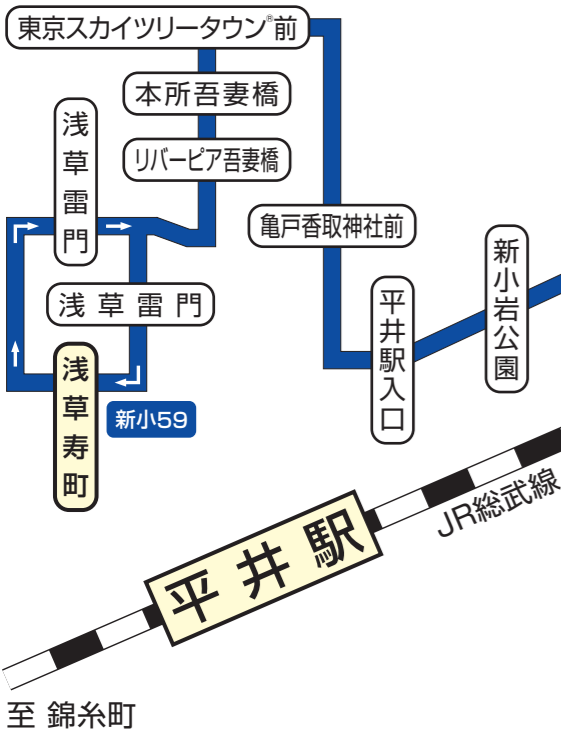 東京スカイツリータウン®前
本所吾妻橋
浅草雷門
リバーピア吾妻橋
亀戸香取神社前
新小岩公園
浅草雷門
平井駅入口
浅草寿町
新小59
JR総武線
平井駅
至 錦糸町